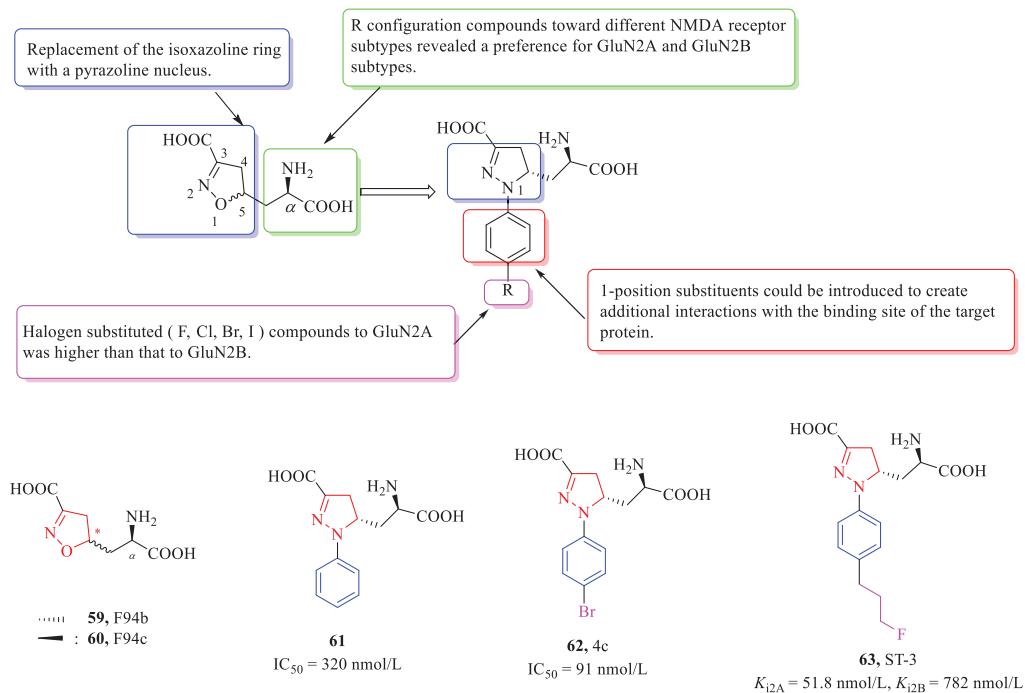 Replacement of the isoxazoline ring
with a pyrazoline nucleus.
R configuration compounds toward different NMDA receptor
subtypes revealed a preference for GluN2A and GluN2B
subtypes.
HOOC
3
4
N
2
O
1
5
NH₂
α
COOH
HOOC
H₂N
COOH
N
N
1
R
Halogen substituted ( F, Cl, Br, I ) compounds to GluN2A
was higher than that to GluN2B.
1-position substituents could be introduced to create
additional interactions with the binding site of the target
protein.
HOOC
N
O
*
NH₂
α
COOH
59, F94b
: 60, F94c
HOOC
H₂N
COOH
N
N
61
IC₅₀ = 320 nmol/L
HOOC
H₂N
COOH
N
N
Br
62, 4c
IC₅₀ = 91 nmol/L
HOOC
H₂N
COOH
N
N
F
63, ST-3
Kᵢ₂A = 51.8 nmol/L, Kᵢ₂B = 782 nmol/L